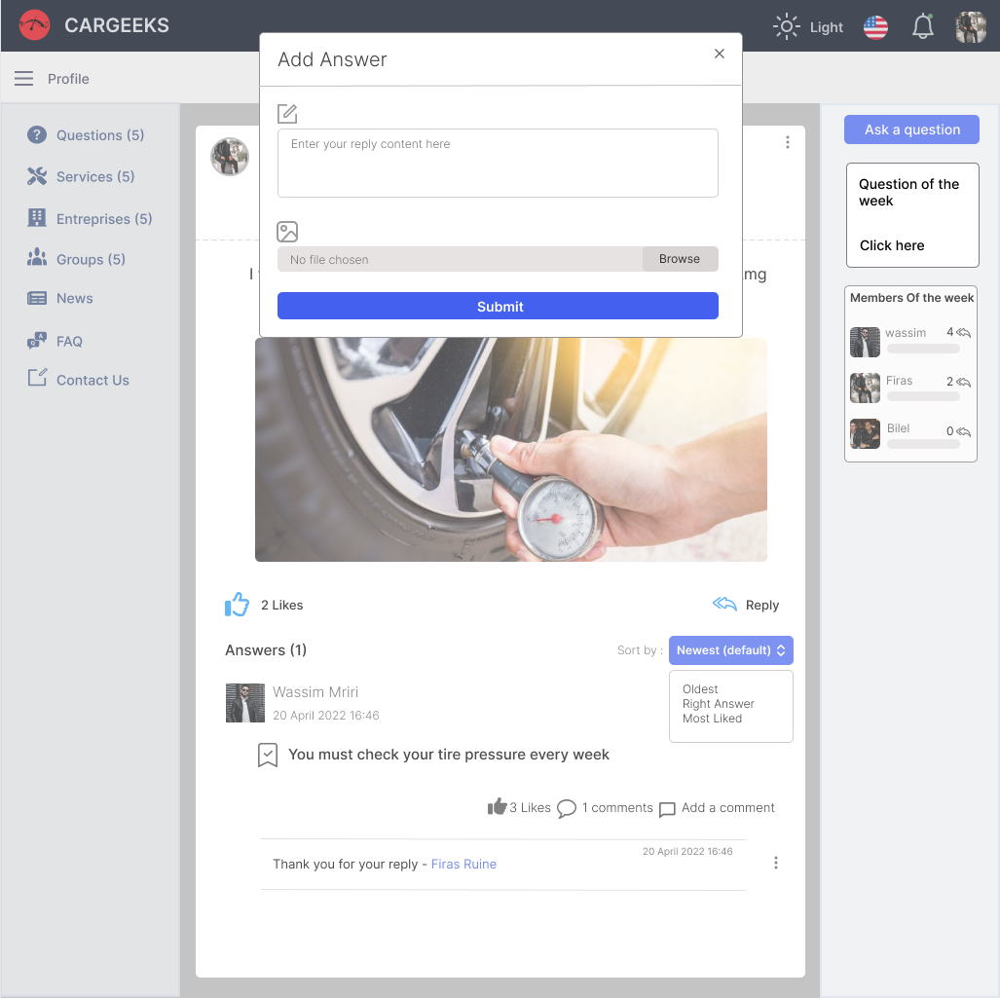 CARGEEKS
Light
Profile
Add Answer
Enter your reply content here
No file chosen
Browse
Submit
Questions (5)
Services (5)
Entreprises (5)
Groups (5)
News
FAQ
Contact Us
I
mg
2 Likes
Reply
Answers (1)
Sort by :
Newest (default)
Oldest
Right Answer
Most Liked
Wassim Mriri
20 April 2022 16:46
You must check your tire pressure every week
3 Likes
1 comments
Add a comment
20 April 2022 16:46
Thank you for your reply - Firas Ruine
Ask a question
Question of the
week
Click here
Members Of the week
wassim
4
Firas
2
Bilel
0